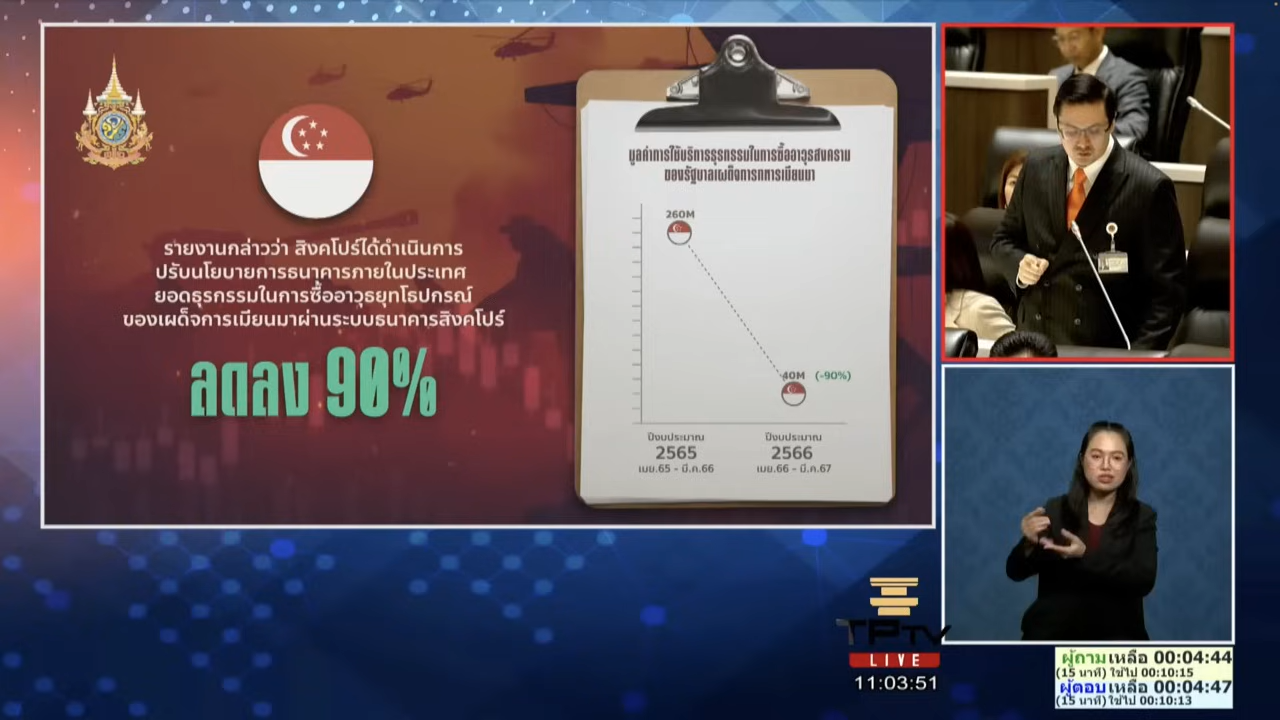 รายงานกล่าวว่า สิงคโปร์ได้ดำเนินการ
ปรับนโยบายการธนาคารภายในประเทศ
ยอดธุรกรรมในการซื้ออาวุธยุทโธปกรณ์
ของเผด็จการเมียนมาผ่านระบบธนาคารสิงคโปร์
ลดลง 90%
มูลค่าการใช้บริการธุรกรรมในการซื้ออาวุธสงคราม
ของรัฐบาลเผด็จการทหารเมียนมา
260M
40M (-90%)
ปีงบประมาณ
2565
เมย.65 - มี.ค.66
ปีงบประมาณ
2566
เมย.66 - มี.ค.67
TPTV
LIVE
11:03:51
ผู้ถามเหลือ 00:04:44
(15 นาที) ใช้ไป 00:10:15
ผู้ตอบเหลือ 00:04:47
(15 นาที) ใช้ไป 00:10:13